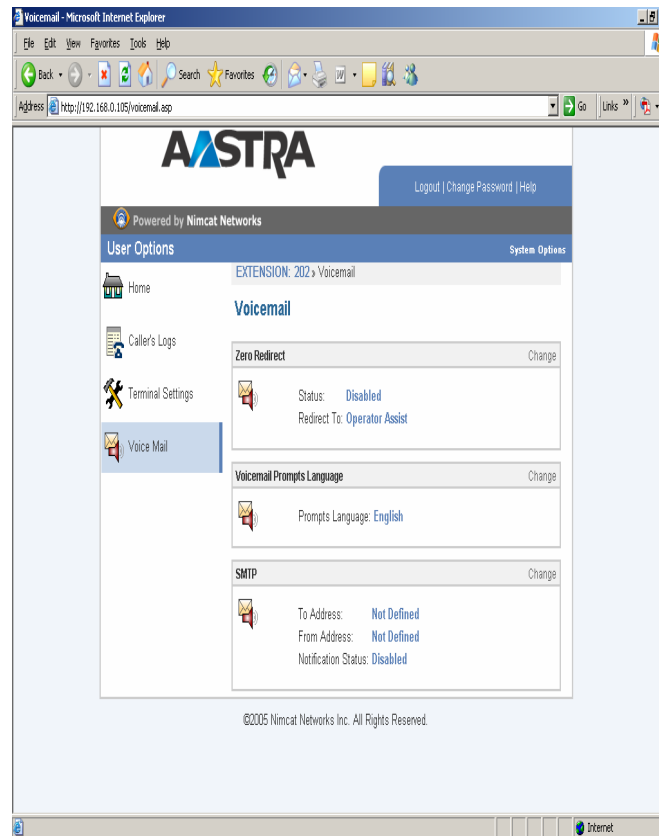 Voicemail - Microsoft Internet Explorer
File Edit View Favorites Tools Help
Back Search Favorites
Address http://192.168.0.105/voicemail.asp Go Links »
AASTRA
Logout | Change Password | Help
Powered by Nimcat Networks
User Options System Options
EXTENSION: 202 » Voicemail
Home
Voicemail
Caller's Logs
Zero Redirect Change
Terminal Settings
Status: Disabled
Redirect To: Operator Assist
Voice Mail
Voicemail Prompts Language Change
Prompts Language: English
SMTP Change
To Address: Not Defined
From Address: Not Defined
Notification Status: Disabled
©2005 Nimcat Networks Inc. All Rights Reserved.
Internet